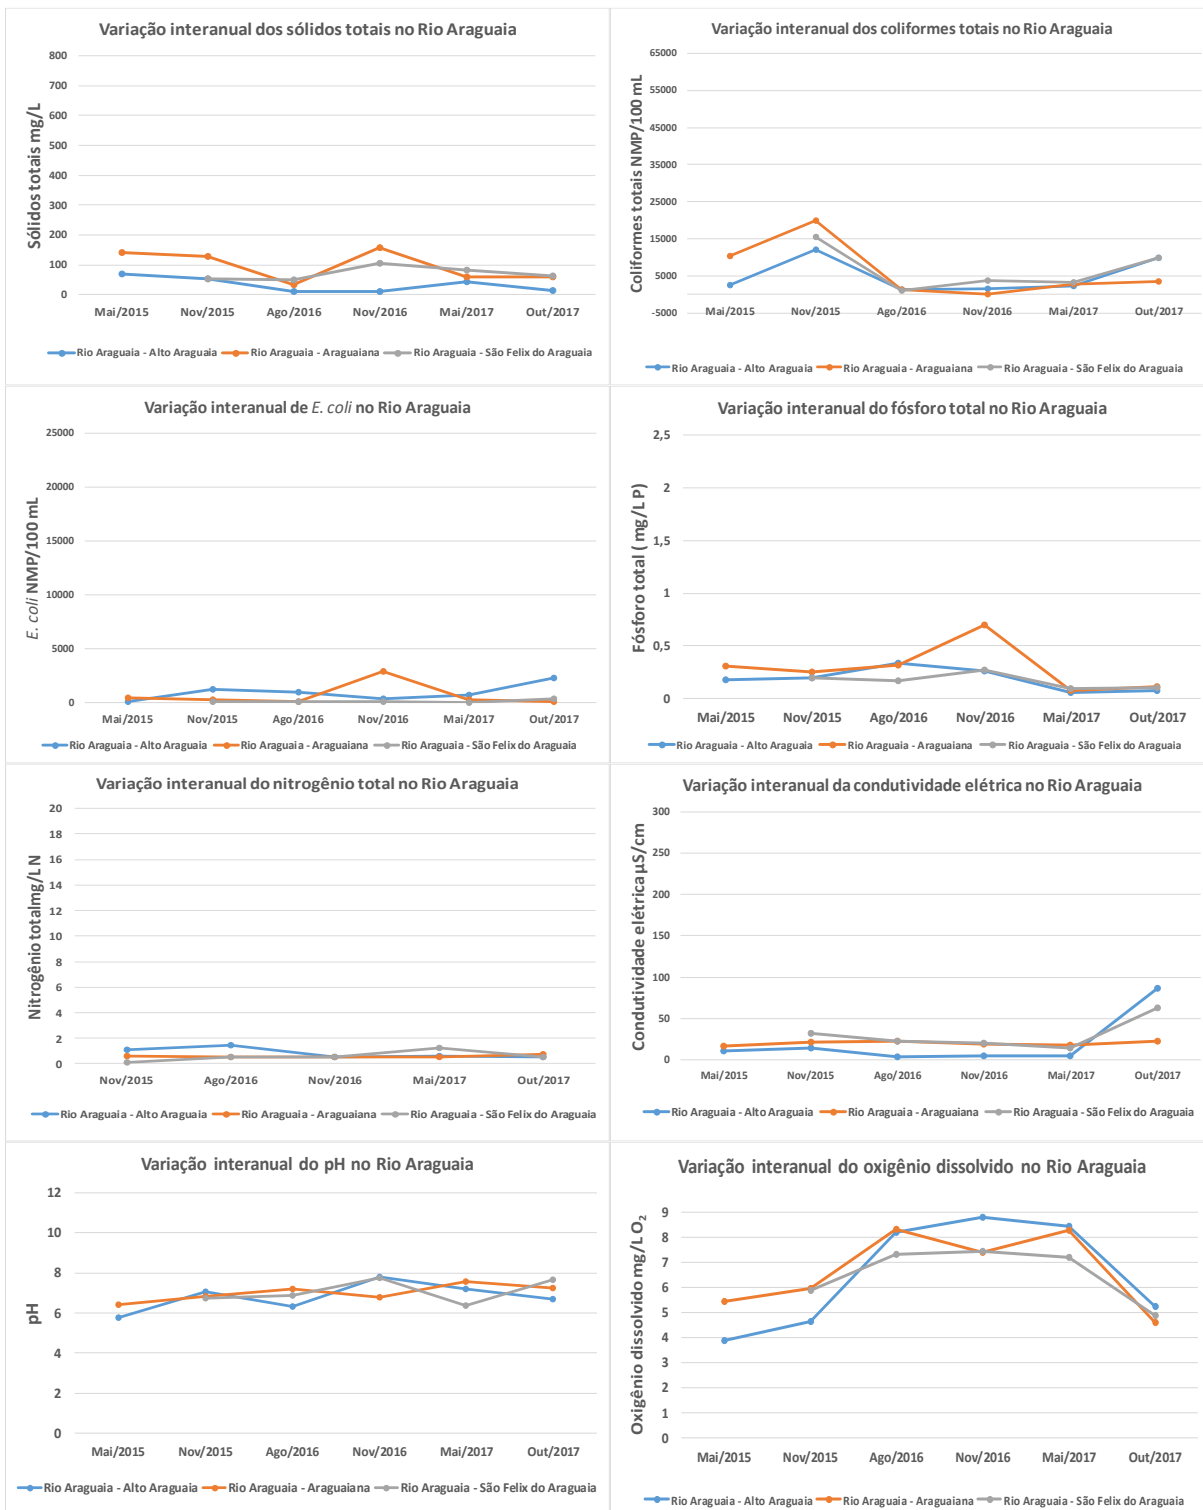 Variação interanual dos sólidos totais no Rio Araguaia
Sólidos totais mg/L
800
700
600
500
400
300
200
100
0
Mai/2015 Nov/2015 Ago/2016 Nov/2016 Mai/2017 Out/2017
Rio Araguaia - Alto Araguaia Rio Araguaia - Araguaiana Rio Araguaia - São Felix do Araguaia
Variação interanual dos coliformes totais no Rio Araguaia
Coliformes totais NMP/100 mL
65000
55000
45000
35000
25000
15000
5000
-5000
Mai/2015 Nov/2015 Ago/2016 Nov/2016 Mai/2017 Out/2017
Rio Araguaia - Alto Araguaia Rio Araguaia - Araguaiana Rio Araguaia - São Felix do Araguaia
Variação interanual de E. coli no Rio Araguaia
E. coli NMP/100 mL
25000
20000
15000
10000
5000
0
Mai/2015 Nov/2015 Ago/2016 Nov/2016 Mai/2017 Out/2017
Rio Araguaia - Alto Araguaia Rio Araguaia - Araguaiana Rio Araguaia - São Felix do Araguaia
Variação interanual do fósforo total no Rio Araguaia
Fósforo total ( mg/L P)
2,5
2
1,5
1
0,5
0
Mai/2015 Nov/2015 Ago/2016 Nov/2016 Mai/2017 Out/2017
Rio Araguaia - Alto Araguaia Rio Araguaia - Araguaiana Rio Araguaia - São Felix do Araguaia
Variação interanual do nitrogênio total no Rio Araguaia
Nitrogênio totalmg/L N
20
18
16
14
12
10
8
6
4
2
0
Nov/2015 Ago/2016 Nov/2016 Mai/2017 Out/2017
Rio Araguaia - Alto Araguaia Rio Araguaia - Araguaiana Rio Araguaia - São Felix do Araguaia
Variação interanual da condutividade elétrica no Rio Araguaia
Condutividade elétrica µS/cm
300
250
200
150
100
50
0
Mai/2015 Nov/2015 Ago/2016 Nov/2016 Mai/2017 Out/2017
Rio Araguaia - Alto Araguaia Rio Araguaia - Araguaiana Rio Araguaia - São Felix do Araguaia
Variação interanual do pH no Rio Araguaia
pH
12
10
8
6
4
2
0
Mai/2015 Nov/2015 Ago/2016 Nov/2016 Mai/2017 Out/2017
Rio Araguaia - Alto Araguaia Rio Araguaia - Araguaiana Rio Araguaia - São Felix do Araguaia
Variação interanual do oxigênio dissolvido no Rio Araguaia
Oxigênio dissolvido mg/L O₂
9
8
7
6
5
4
3
2
1
0
Mai/2015 Nov/2015 Ago/2016 Nov/2016 Mai/2017 Out/2017
Rio Araguaia - Alto Araguaia Rio Araguaia - Araguaiana Rio Araguaia - São Felix do Araguaia